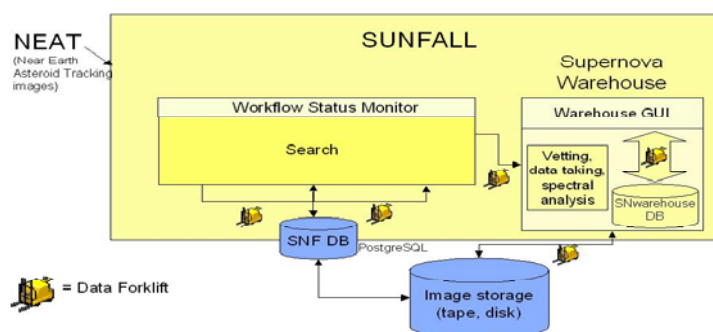 NEAT
(Near Earth
Asteroid Tracking
images)
SUNFALL
Supernova
Warehouse
Workflow Status Monitor
Search
Warehouse GUI
Vetting,
data taking,
spectral
analysis
SNwarehouse
DB
SNF DB
PostgreSQL
Image storage
(tape, disk)
= Data Forklift